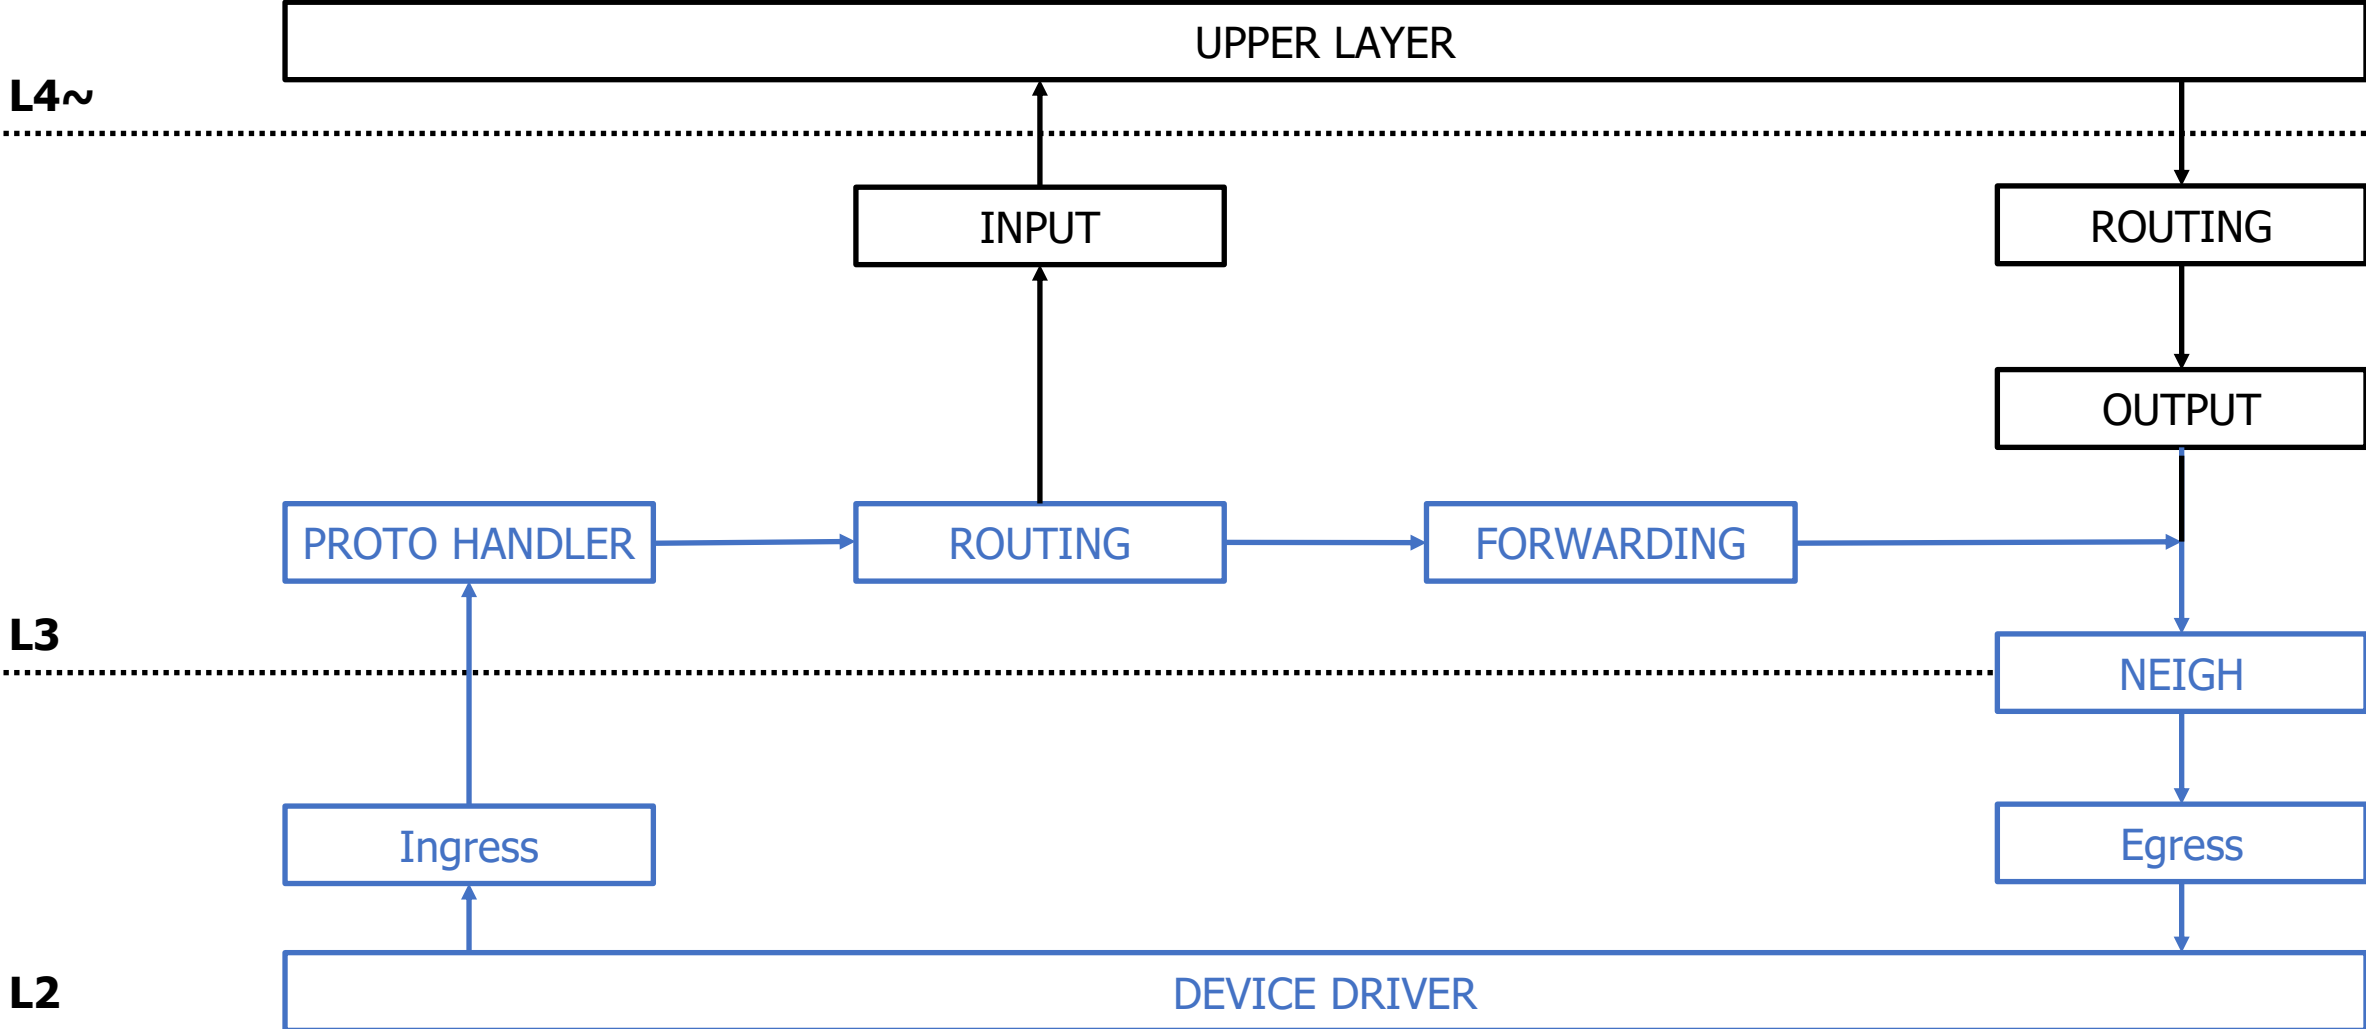 UPPER LAYER
L4~
INPUT
ROUTING
OUTPUT
PROTO HANDLER
ROUTING
FORWARDING
L3
NEIGH
Ingress
Egress
L2
DEVICE DRIVER